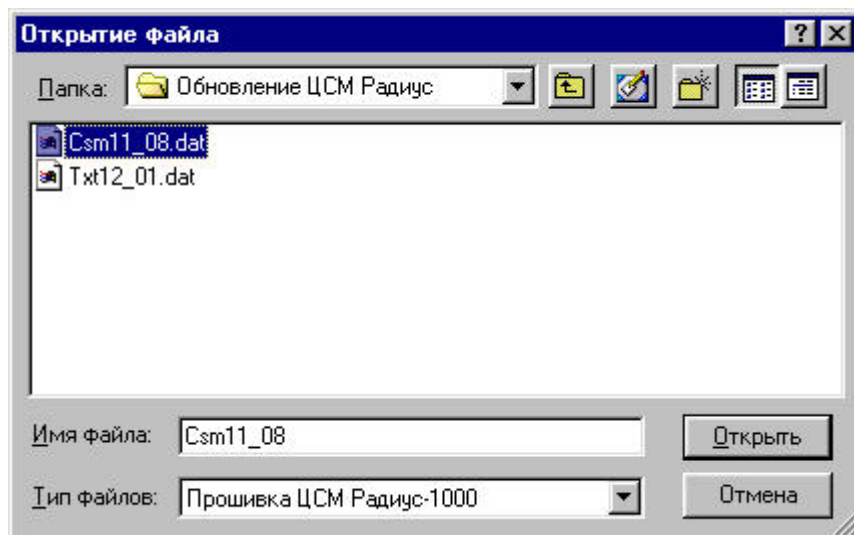 Открытие файла
Папка: Обновление ЦСМ Радиус
Csm11_08.dat
Txt12_01.dat
Имя файла: Csm11_08 Открыть
Тип файлов: Прошивка ЦСМ Радиус-1000 Отмена